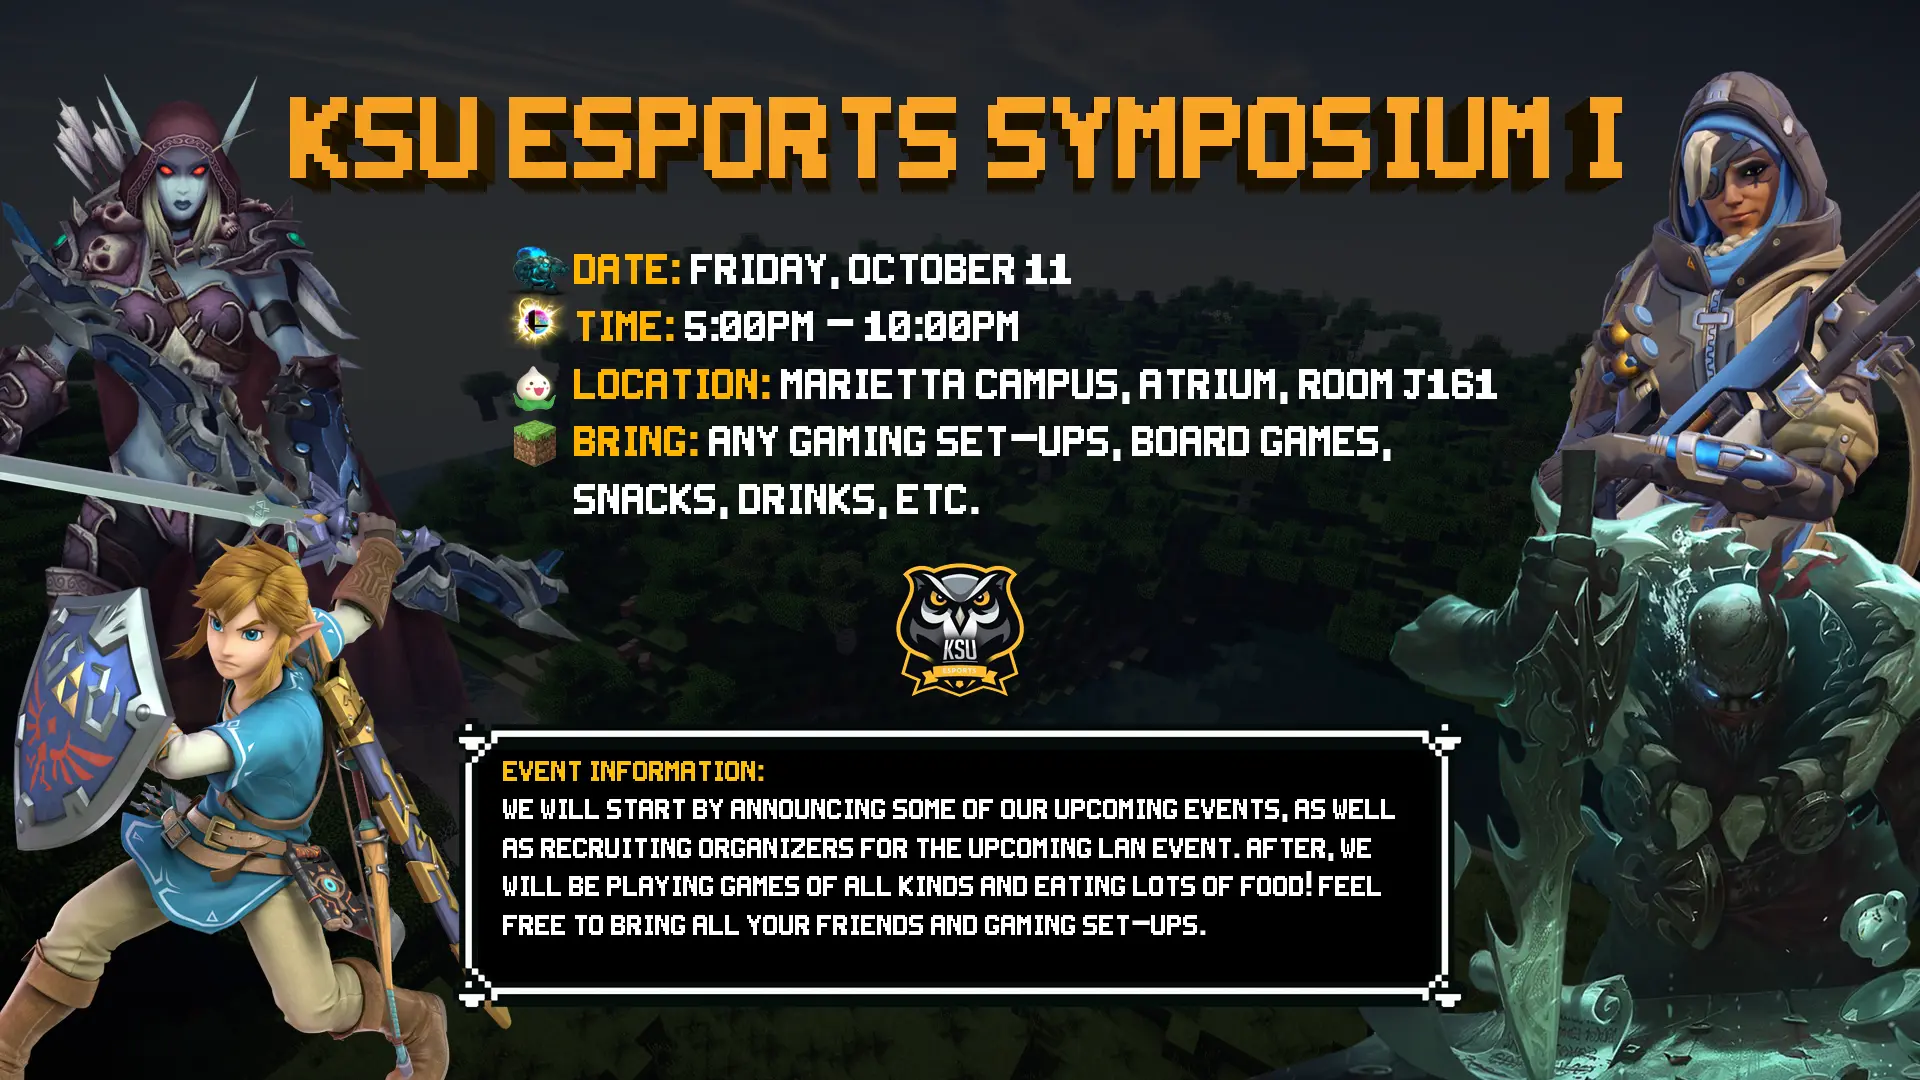 KSU ESPORTS SYMPOSIUM I
DATE: FRIDAY, OCTOBER 11
TIME: 5:00PM - 10:00PM
LOCATION: MARIETTA CAMPUS, ATRIUM, ROOM J161
BRING: ANY GAMING SET-UPS, BOARD GAMES,
SNACKS, DRINKS, ETC.
KSU
ESPORTS
EVENT INFORMATION:
WE WILL START BY ANNOUNCING SOME OF OUR UPCOMING EVENTS, AS WELL
AS RECRUITING ORGANIZERS FOR THE UPCOMING LAN EVENT. AFTER, WE
WILL BE PLAYING GAMES OF ALL KINDS AND EATING LOTS OF FOOD! FEEL
FREE TO BRING ALL YOUR FRIENDS AND GAMING SET-UPS.